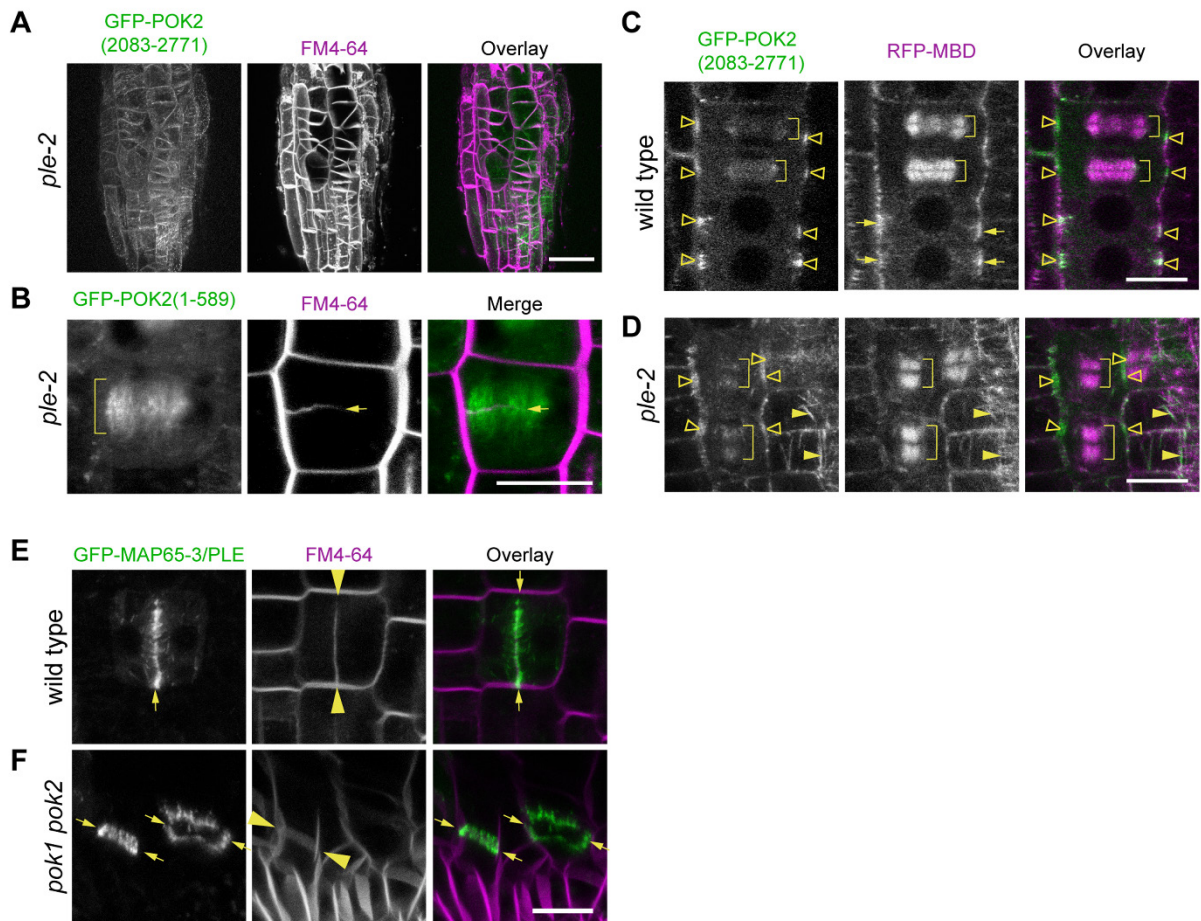 A
GFP-POK2
(2083-2771)
FM4-64
Overlay
ple-2
B
GFP-POK2(1-589)
FM4-64
Merge
ple-2
C
GFP-POK2
(2083-2771)
RFP-MBD
Overlay
wild type
D
ple-2
E
GFP-MAP65-3/PLE
FM4-64
Overlay
wild type
F
pok1 pok2